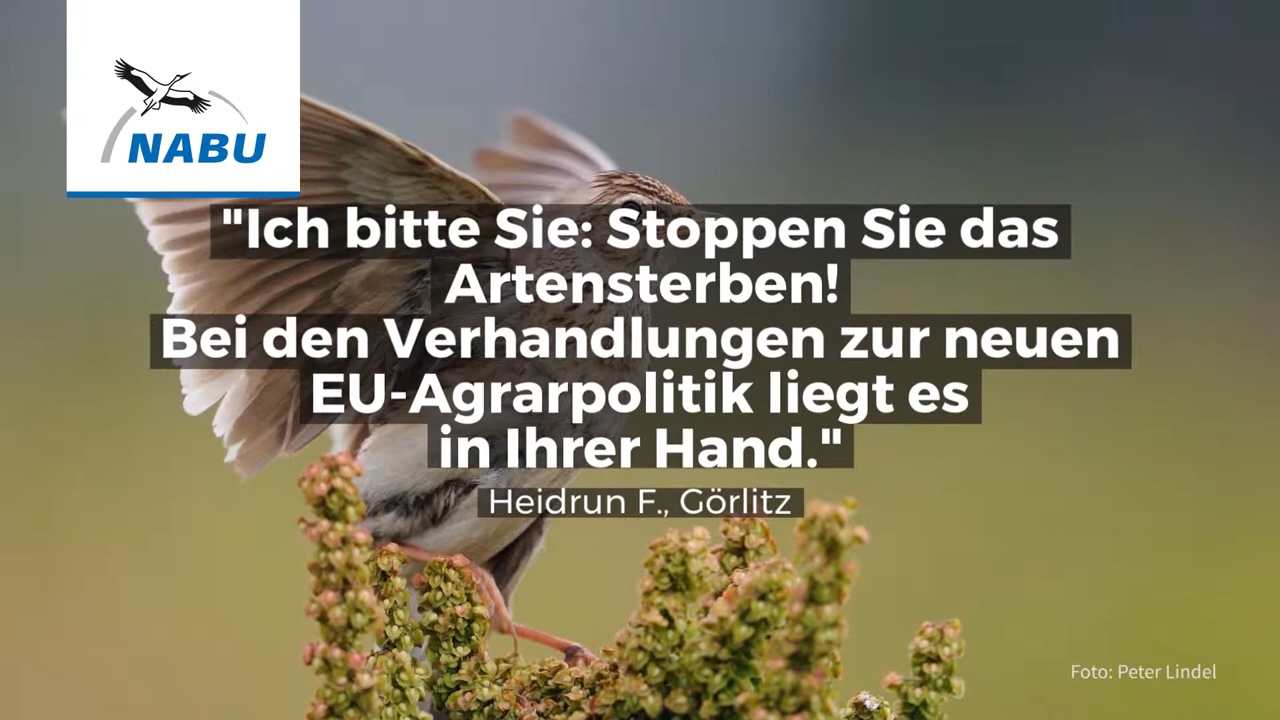 NABU
"Ich bitte Sie: Stoppen Sie das
Artensterben!
Bei den Verhandlungen zur neuen
EU-Agrarpolitik liegt es
in Ihrer Hand."
Heidrun F., Görlitz
Foto: Peter Lindel